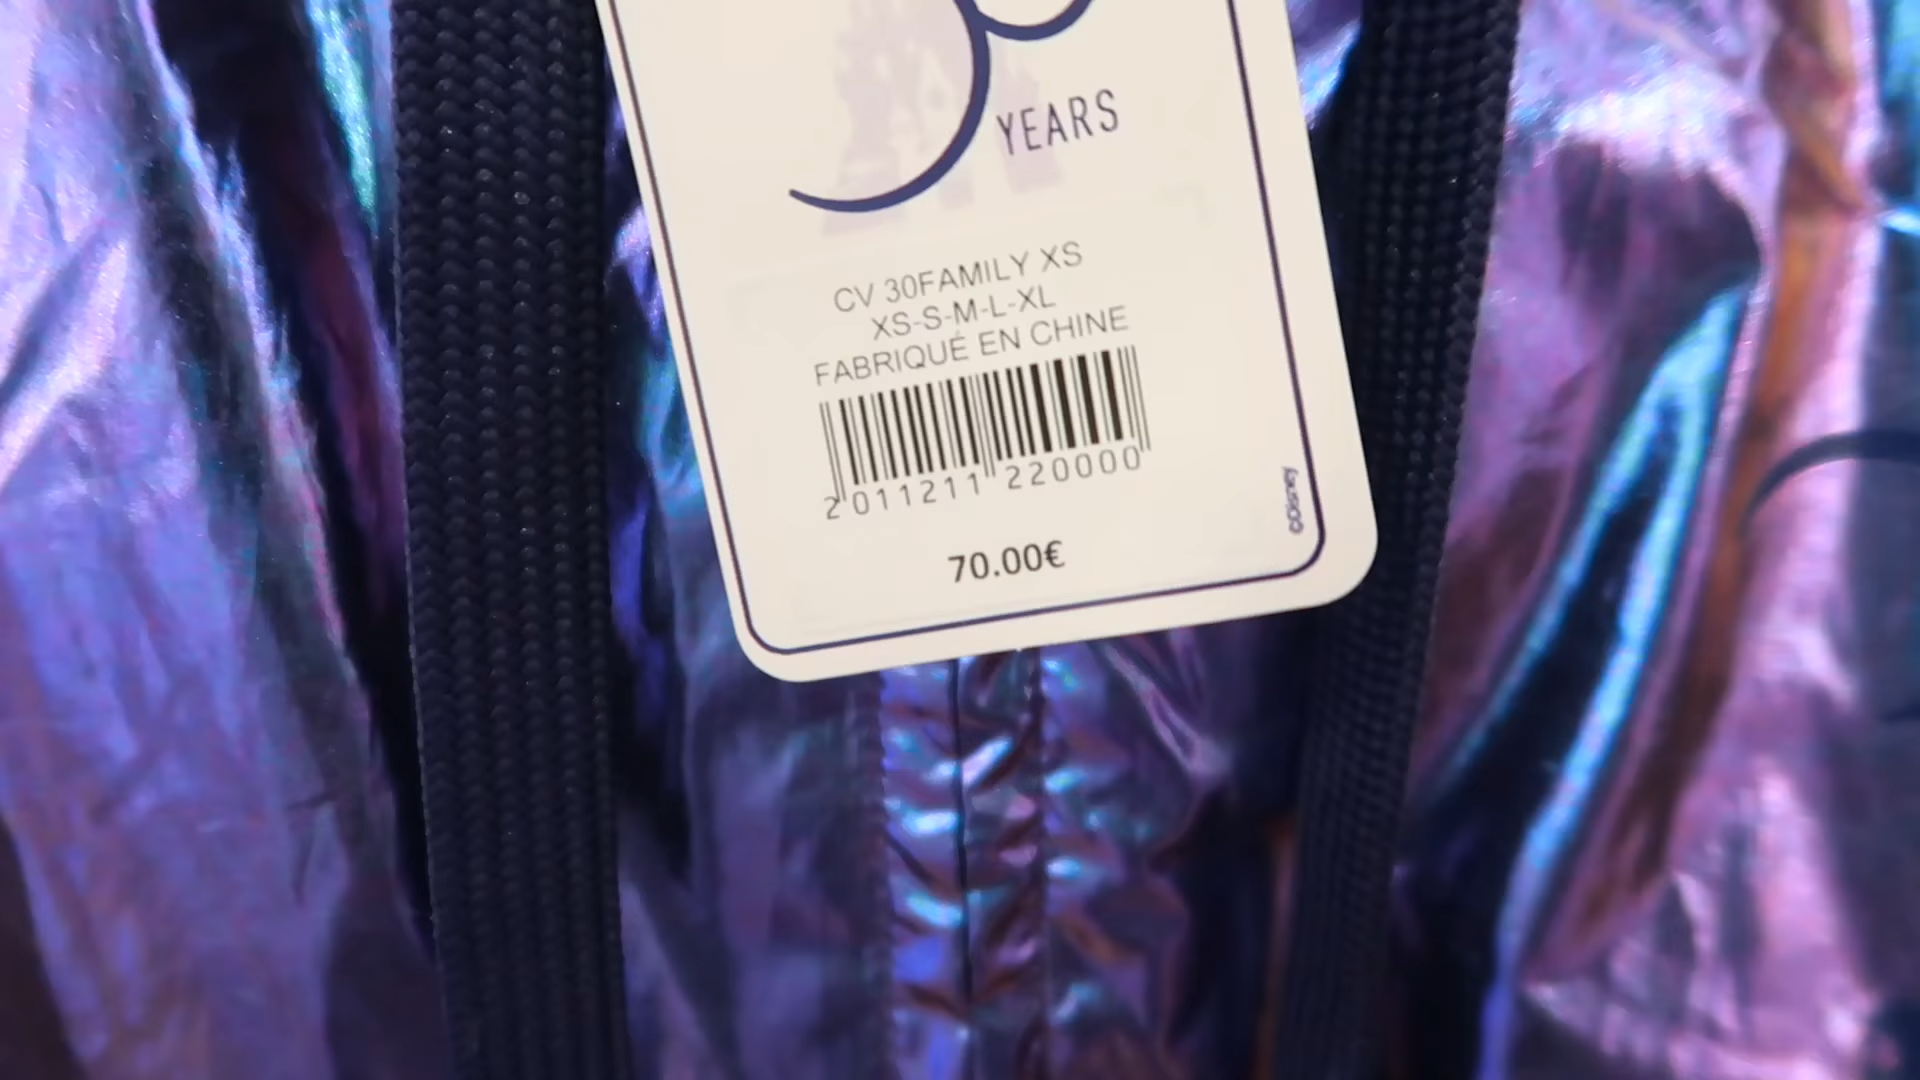 YEARS
CV 30FAMILY XS
XS-S-M-L-XL
FABRIQUÉ EN CHINE
2 011211 220000
70.00€
©Disney